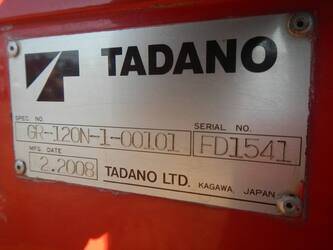 TADANO
SPEC. NO. SERIAL NO.
GR-120N-1-00101 FD1541
MFG. DATE
2.2008 TADANO LTD. KAGAWA, JAPAN